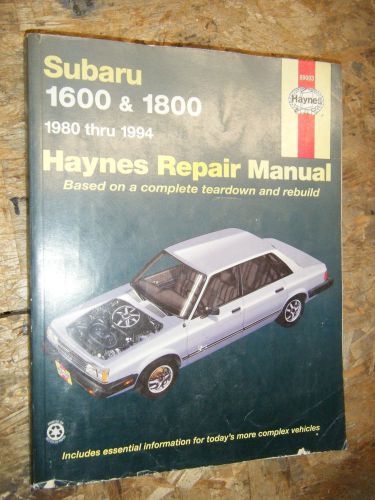 Subaru
1600 & 1800
1980 thru 1994
89003
Haynes
Haynes Repair Manual
Based on a complete teardown and rebuild
Includes essential information for today's more complex vehicles